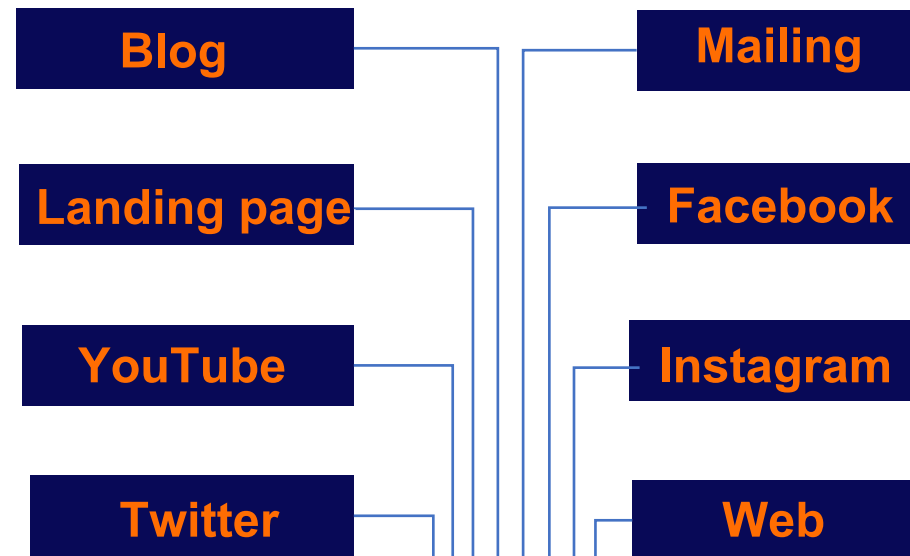 Blog
Mailing
Landing page
Facebook
YouTube
Instagram
Twitter
Web